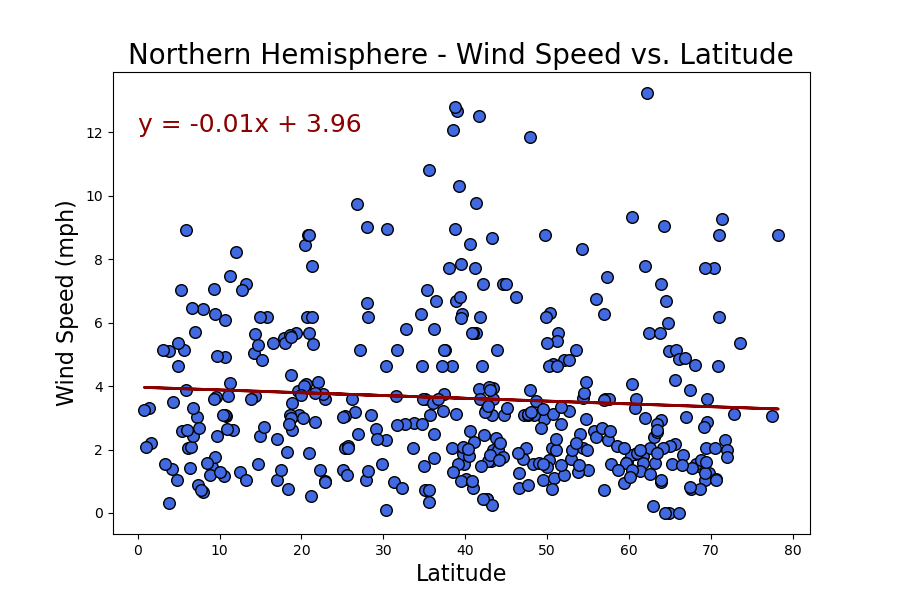 Northern Hemisphere - Wind Speed vs. Latitude
y = -0.01x + 3.96
Wind Speed (mph)
12
10
8
6
4
2
0
0 10 20 30 40 50 60 70 80
Latitude